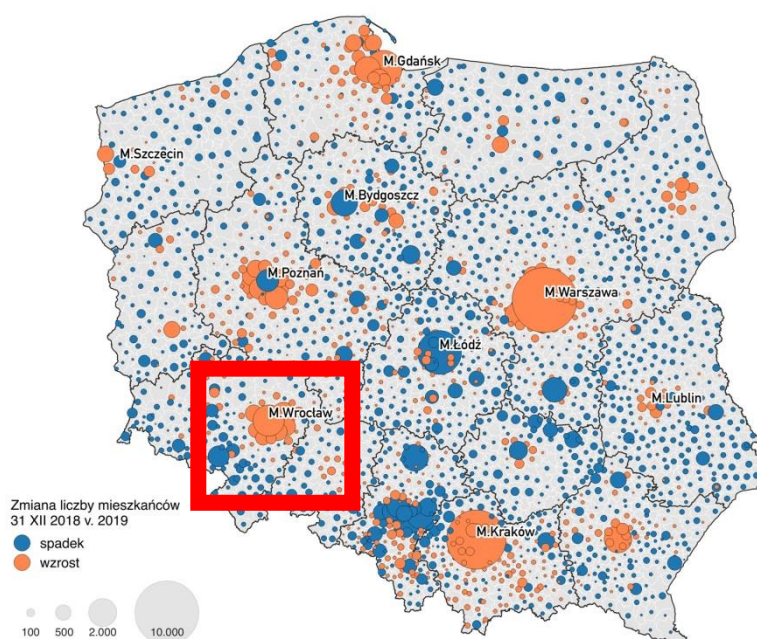 M.Gdańsk
M.Szczecin
M.Bydgoszcz
M.Poznań
M.Warszawa
M.Łódź
M.Wrocław
M.Lublin
M.Kraków
Zmiana liczby mieszkańców
31 XII 2018 v. 2019
spadek
wzrost
100 500 2.000 10.000